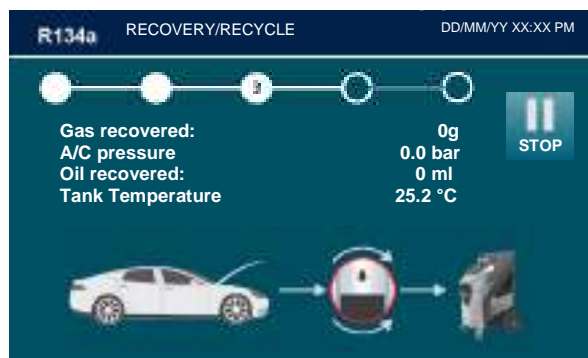 R134a RECOVERY/RECYCLE DD/MM/YY XX:XX PM
3
Gas recovered: 0g
A/C pressure 0.0 bar
STOP
Oil recovered: 0 ml
Tank Temperature 25.2 °C